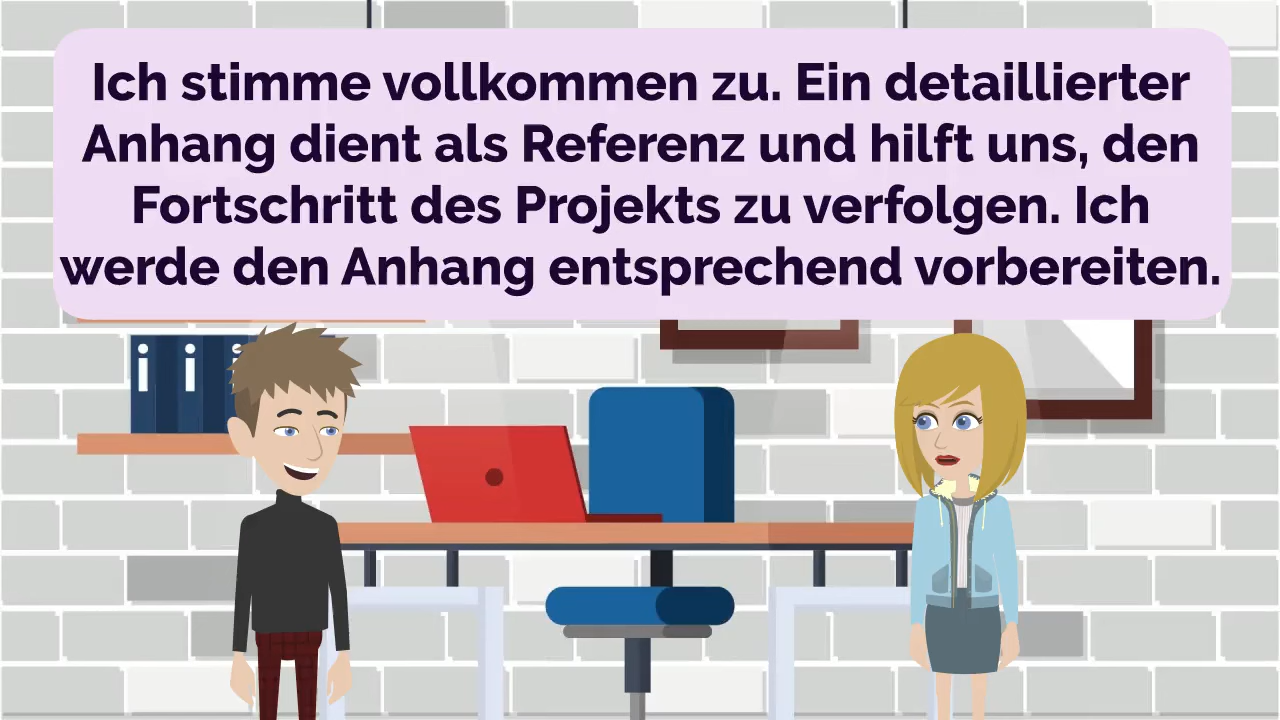 Ich stimme vollkommen zu. Ein detaillierter
Anhang dient als Referenz und hilft uns, den
Fortschritt des Projekts zu verfolgen. Ich
werde den Anhang entsprechend vorbereiten.